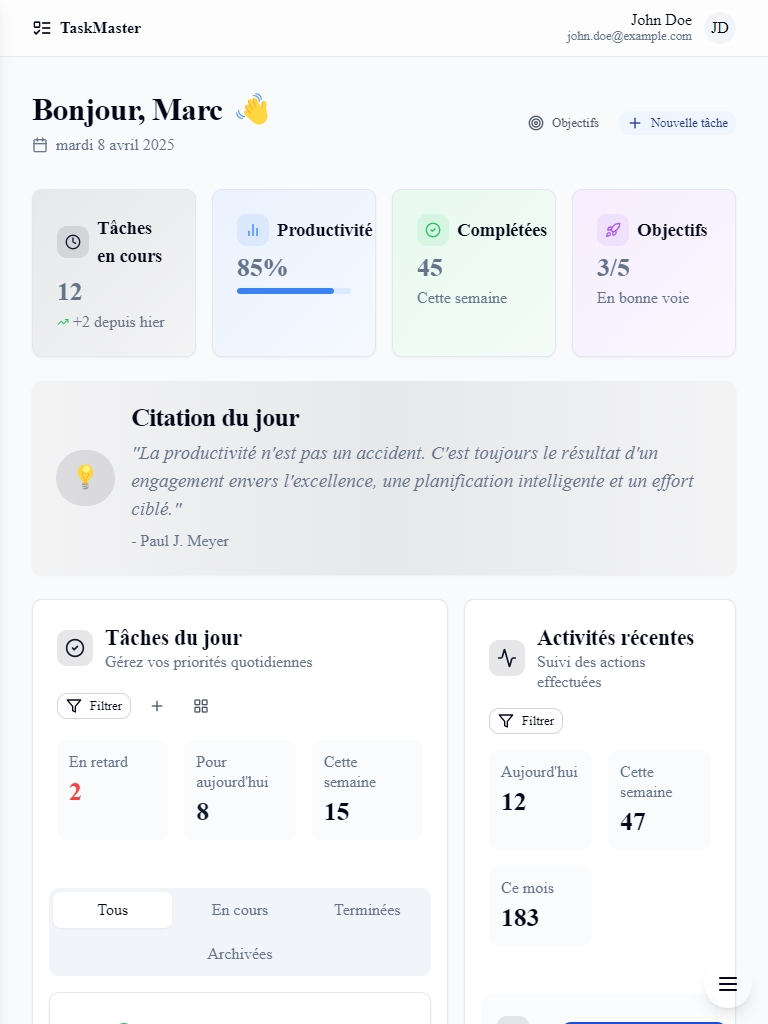 TaskMaster
John Doe
john.doe@example.com
JD
Bonjour, Marc 👋
mardi 8 avril 2025
Objectifs
Nouvelle tâche
Tâches
en cours
12
+2 depuis hier
Productivité
85%
Complétées
45
Cette semaine
Objectifs
3/5
En bonne voie
Citation du jour
"La productivité n'est pas un accident. C'est toujours le résultat d'un
engagement envers l'excellence, une planification intelligente et un effort
ciblé."
- Paul J. Meyer
Tâches du jour
Gérez vos priorités quotidiennes
Filtrer
En retard
2
Pour
aujourd'hui
8
Cette
semaine
15
Tous
En cours
Terminées
Archivées
Activités récentes
Suivi des actions
effectuées
Filtrer
Aujourd'hui
12
Cette
semaine
47
Ce mois
183